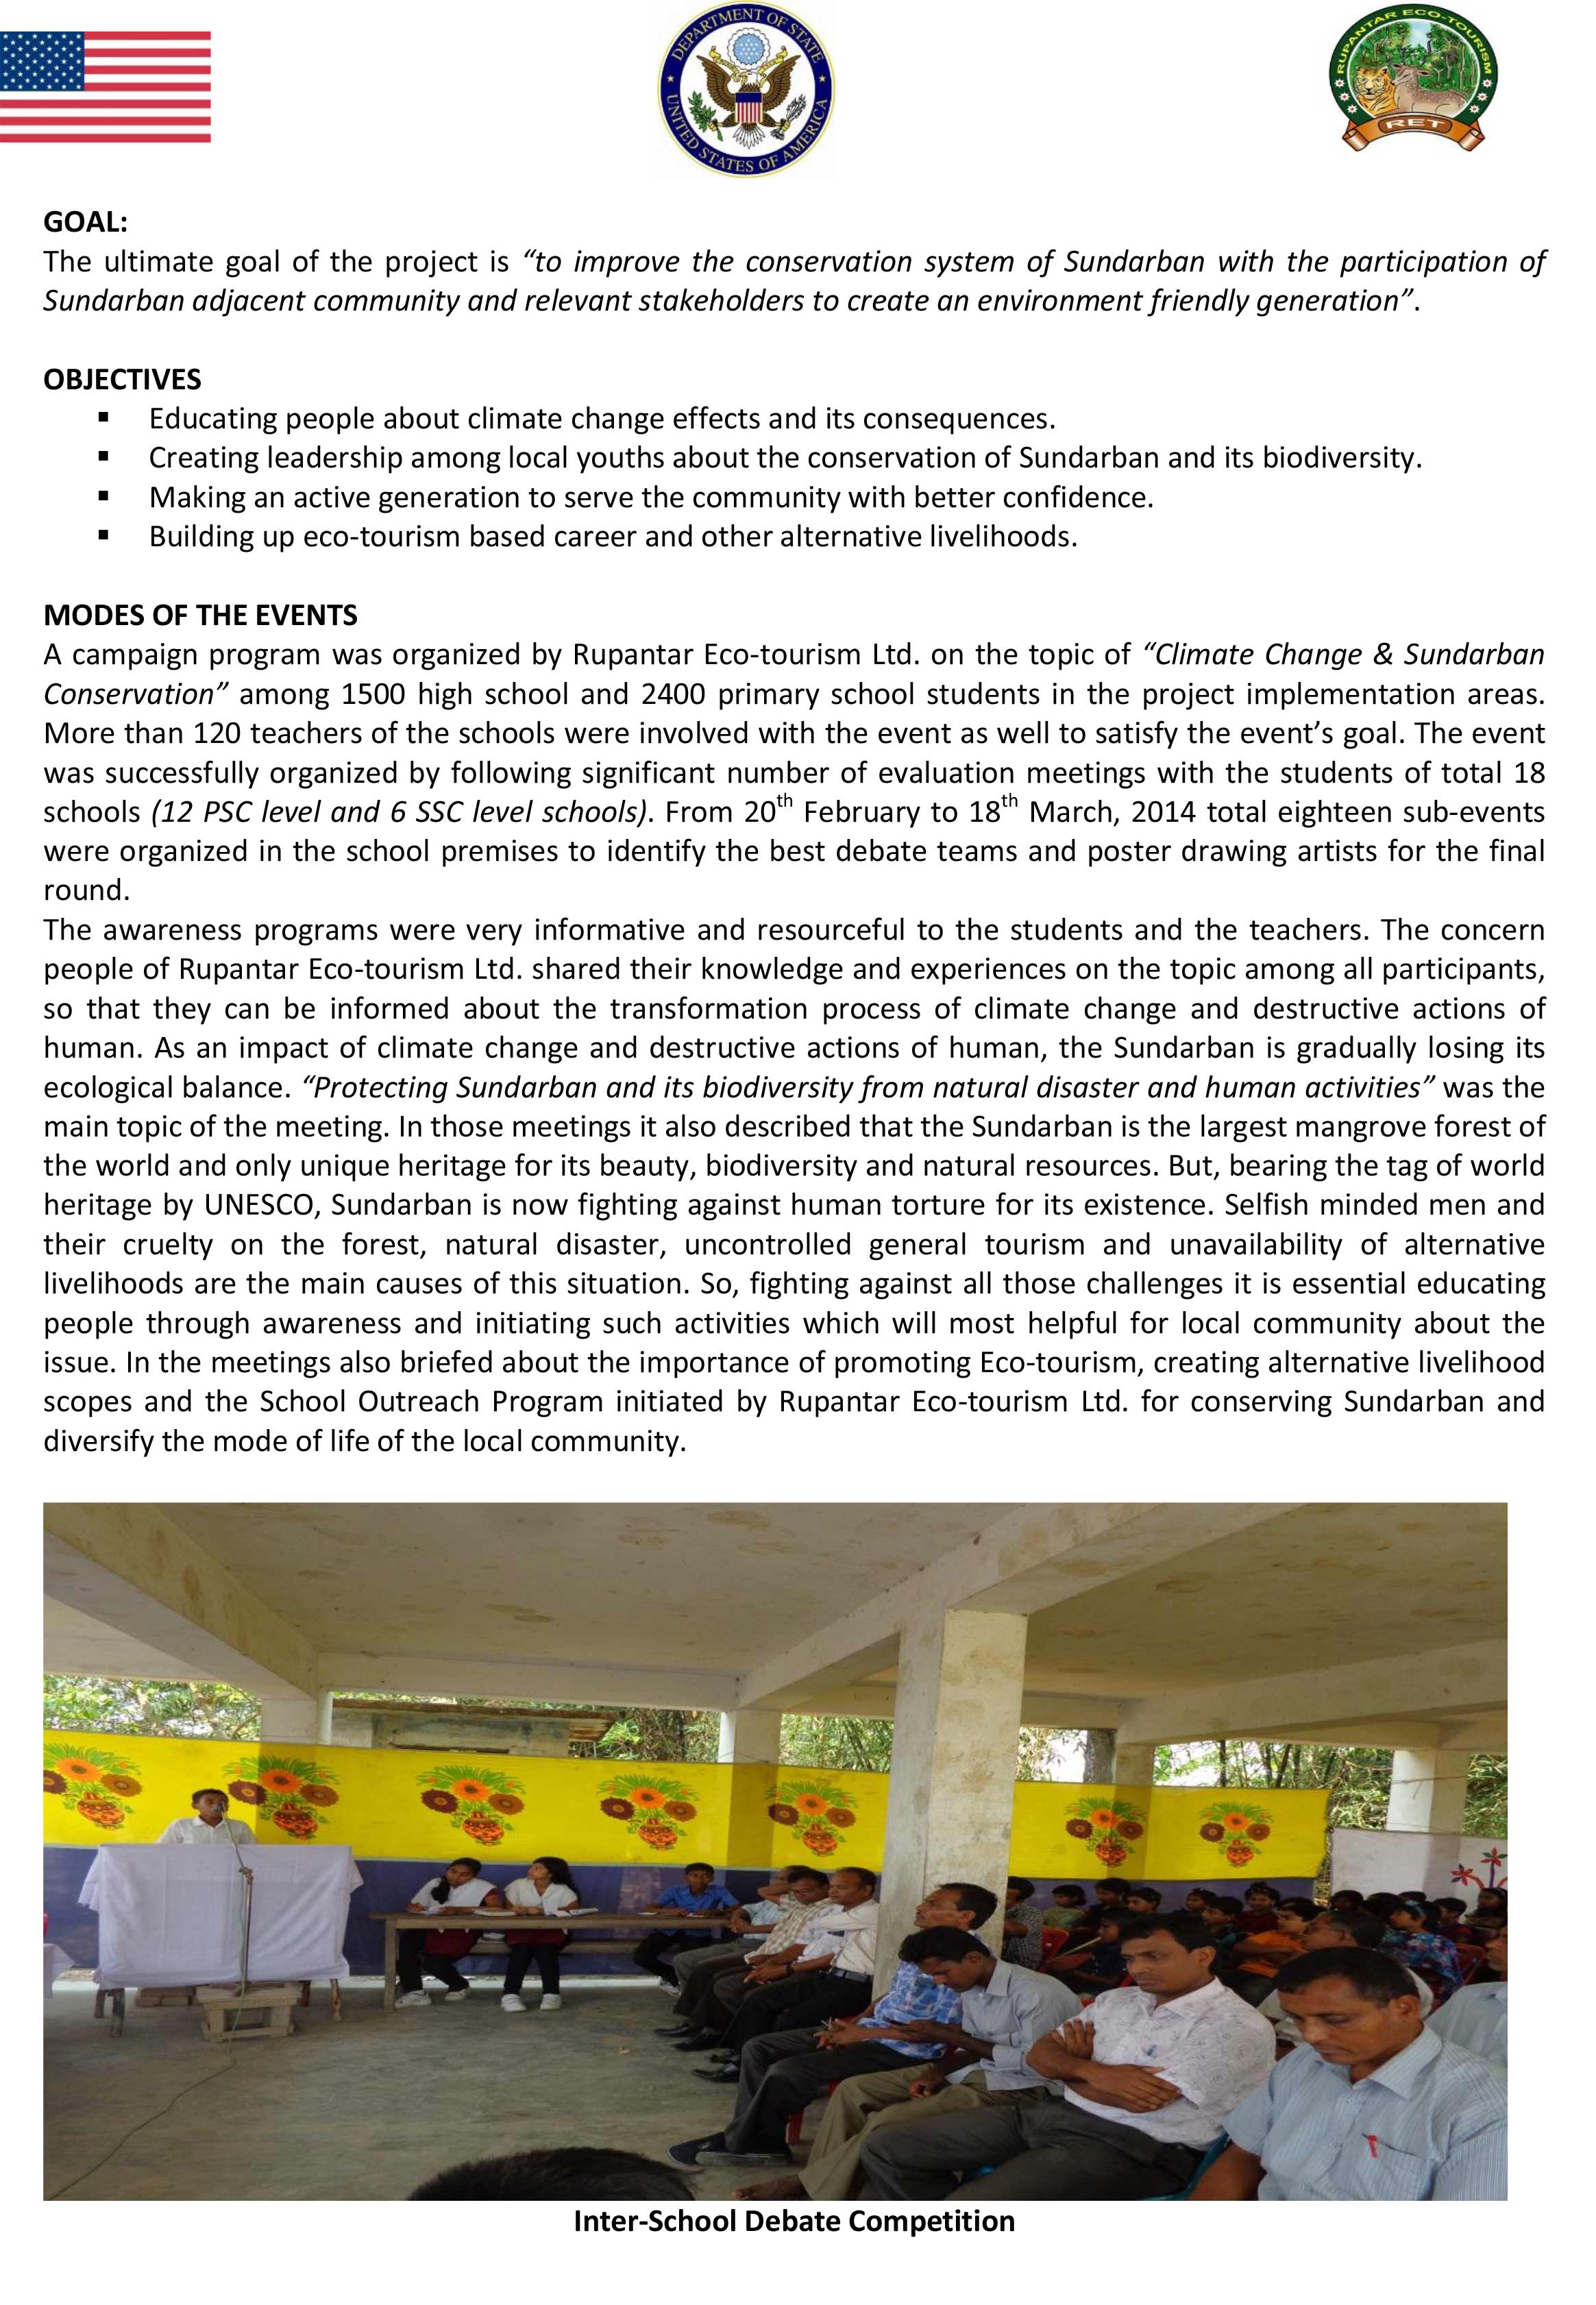 DEPARTMENT OF STATE
UNITED STATES OF AMERICA
RUPANTAR ECO-TOURISM
RET
GOAL:
The ultimate goal of the project is “to improve the conservation system of Sundarban with the participation of
Sundarban adjacent community and relevant stakeholders to create an environment friendly generation”.
OBJECTIVES
▪ Educating people about climate change effects and its consequences.
▪ Creating leadership among local youths about the conservation of Sundarban and its biodiversity.
▪ Making an active generation to serve the community with better confidence.
▪ Building up eco-tourism based career and other alternative livelihoods.
MODES OF THE EVENTS
A campaign program was organized by Rupantar Eco-tourism Ltd. on the topic of “Climate Change & Sundarban
Conservation” among 1500 high school and 2400 primary school students in the project implementation areas.
More than 120 teachers of the schools were involved with the event as well to satisfy the event’s goal. The event
was successfully organized by following significant number of evaluation meetings with the students of total 18
schools (12 PSC level and 6 SSC level schools). From 20th February to 18th March, 2014 total eighteen sub-events
were organized in the school premises to identify the best debate teams and poster drawing artists for the final
round.
The awareness programs were very informative and resourceful to the students and the teachers. The concern
people of Rupantar Eco-tourism Ltd. shared their knowledge and experiences on the topic among all participants,
so that they can be informed about the transformation process of climate change and destructive actions of
human. As an impact of climate change and destructive actions of human, the Sundarban is gradually losing its
ecological balance. “Protecting Sundarban and its biodiversity from natural disaster and human activities” was the
main topic of the meeting. In those meetings it also described that the Sundarban is the largest mangrove forest of
the world and only unique heritage for its beauty, biodiversity and natural resources. But, bearing the tag of world
heritage by UNESCO, Sundarban is now fighting against human torture for its existence. Selfish minded men and
their cruelty on the forest, natural disaster, uncontrolled general tourism and unavailability of alternative
livelihoods are the main causes of this situation. So, fighting against all those challenges it is essential educating
people through awareness and initiating such activities which will most helpful for local community about the
issue. In the meetings also briefed about the importance of promoting Eco-tourism, creating alternative livelihood
scopes and the School Outreach Program initiated by Rupantar Eco-tourism Ltd. for conserving Sundarban and
diversify the mode of life of the local community.
Inter-School Debate Competition